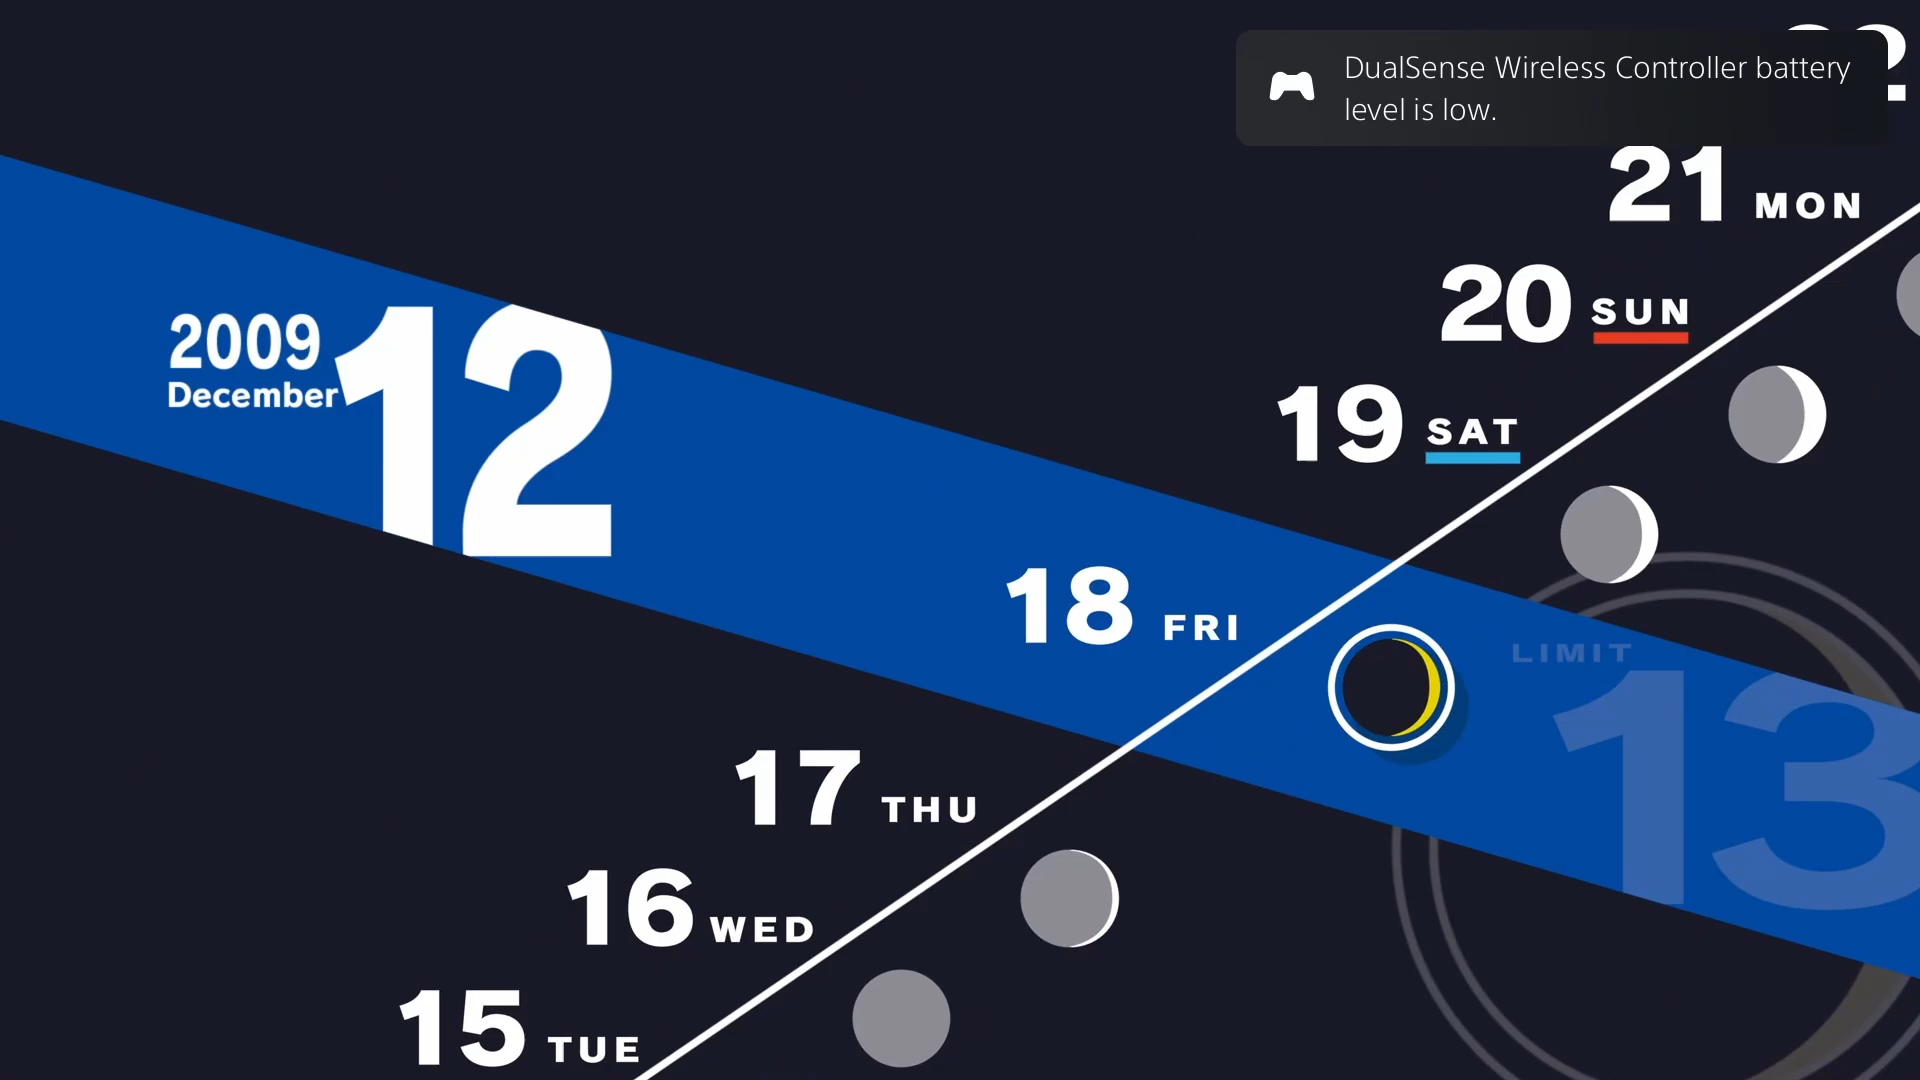 DualSense Wireless Controller battery
level is low.
21 MON
20 SUN
19 SAT
2009
December
12
18 FRI
LIMIT
13
17 THU
16 WED
15 TUE